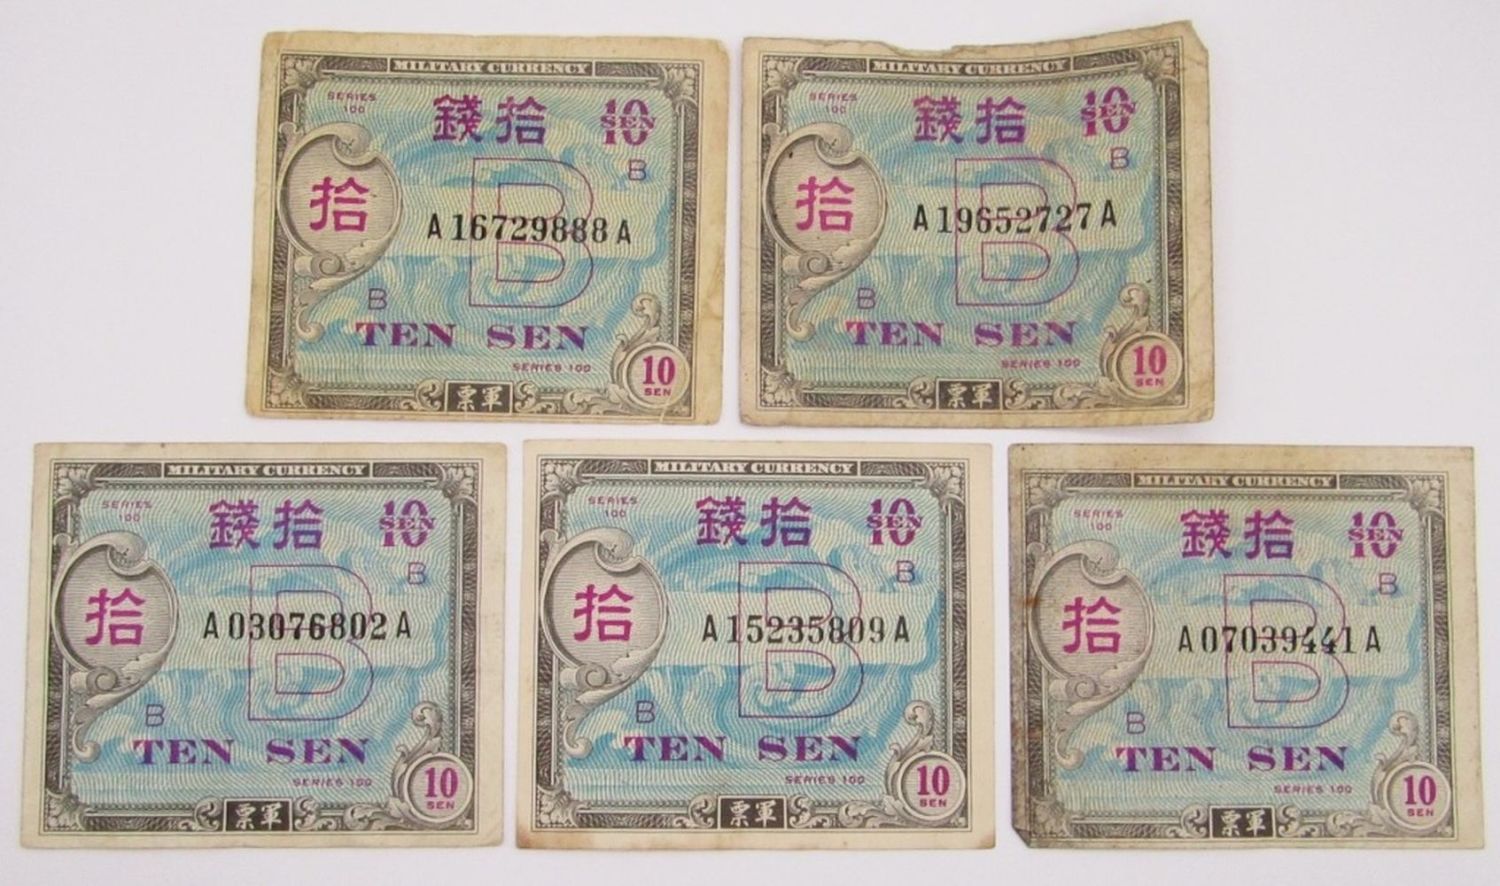 MILITARY CURRENCY
SERIES
100
錢拾
10
SEN
B
拾
B
A16729888A
B
TEN SEN
SERIES 100
10
SEN
票軍
MILITARY CURRENCY
SERIES
100
錢拾
10
SEN
B
拾
B
A19652727A
B
TEN SEN
SERIES 100
10
SEN
票軍
MILITARY CURRENCY
SERIES
100
錢拾
10
SEN
B
拾
B
A03076802A
B
TEN SEN
SERIES 100
10
SEN
票軍
MILITARY CURRENCY
SERIES
100
錢拾
10
SEN
B
拾
B
A15235809A
B
TEN SEN
SERIES 100
10
SEN
票軍
MILITARY CURRENCY
SERIES
100
錢拾
10
SEN
B
拾
B
A07039441A
B
TEN SEN
SERIES 100
10
SEN
票軍